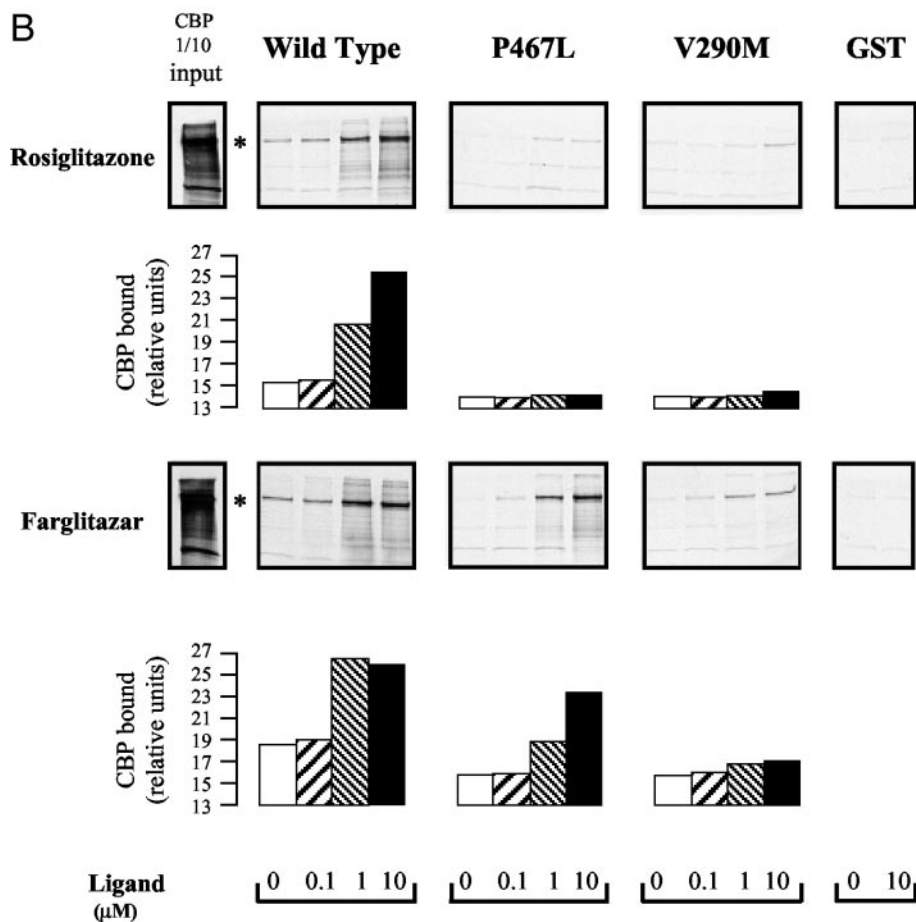 B
CBP
1/10
input
Wild Type
P467L
V290M
GST
Rosiglitazone
*
CBP bound
(relative units)
27
25
23
21
19
17
15
13
Farglitazar
*
CBP bound
(relative units)
27
25
23
21
19
17
15
13
Ligand
(μM)
0 0.1 1 10
0 0.1 1 10
0 0.1 1 10
0 10